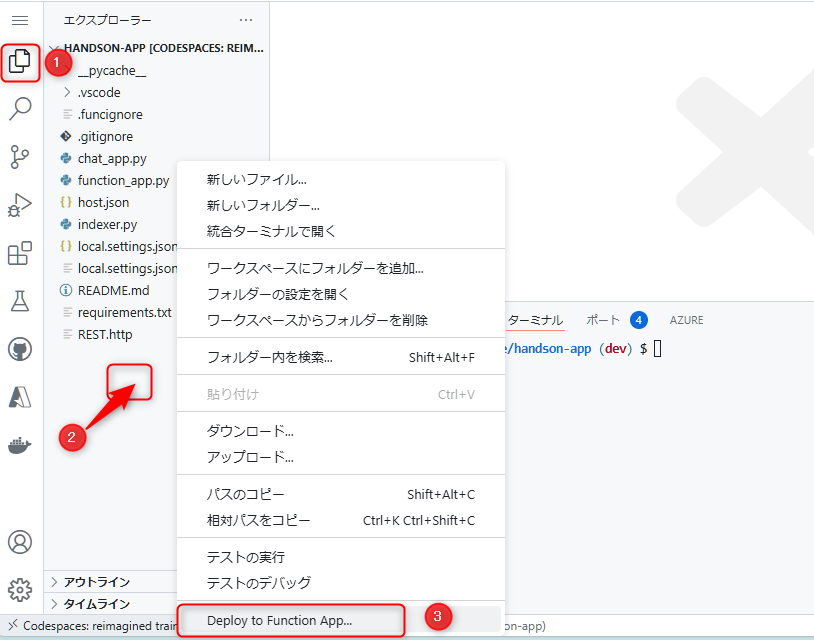 エクスプローラー
HANDSON-APP [CODESPACES: REIM...
1
__pycache__
.vscode
.funcignore
.gitignore
chat_app.py
function_app.py
host.json
indexer.py
local.settings.json
local.settings.json
README.md
requirements.txt
REST.http
2
新しいファイル...
新しいフォルダー...
統合ターミナルで開く
ワークスペースにフォルダーを追加...
フォルダーの設定を開く
ワークスペースからフォルダーを削除
フォルダー内を検索... Shift+Alt+F
貼り付け Ctrl+V
ダウンロード...
アップロード...
パスのコピー Shift+Alt+C
相対パスをコピー Ctrl+K Ctrl+Shift+C
テストの実行
テストのデバッグ
Deploy to Function App...
3
ターミナル ポート 4 AZURE
/handson-app (dev) $
アウトライン
タイムライン
Codespaces: reimagined
on-app)